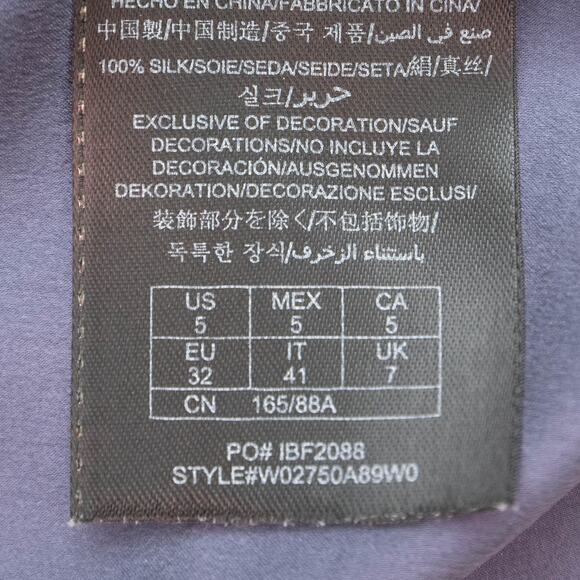 HECHO EN CHINA/FABBRICATO IN CINA/
中国製/中国制造/중국 제품/صنع في الصين/
100% SILK/SOIE/SEDA/SEIDE/SETA/絹/真丝/
실크/حرير/
EXCLUSIVE OF DECORATION/SAUF
DECORATIONS/NO INCLUYE LA
DECORACIÓN/AUSGENOMMEN
DEKORATION/DECORAZIONE ESCLUSI/
装飾部分を除く/不包括饰物/
독특한 장식/باستثناء الزخرف/
US MEX CA
5 5 5
EU IT UK
32 41 7
CN 165/88A
PO# IBF2088
STYLE#W02750A89W0